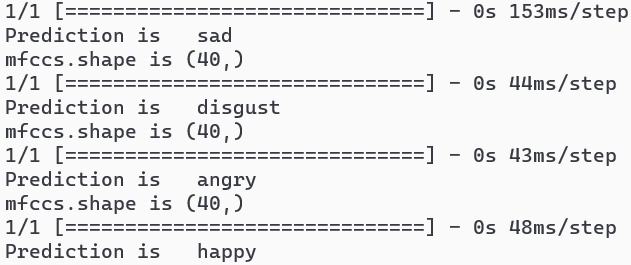 1/1 [==============================] - 0s 153ms/step
Prediction is   sad
mfccs.shape is (40,)
1/1 [==============================] - 0s 44ms/step
Prediction is   disgust
mfccs.shape is (40,)
1/1 [==============================] - 0s 43ms/step
Prediction is   angry
mfccs.shape is (40,)
1/1 [==============================] - 0s 48ms/step
Prediction is   happy